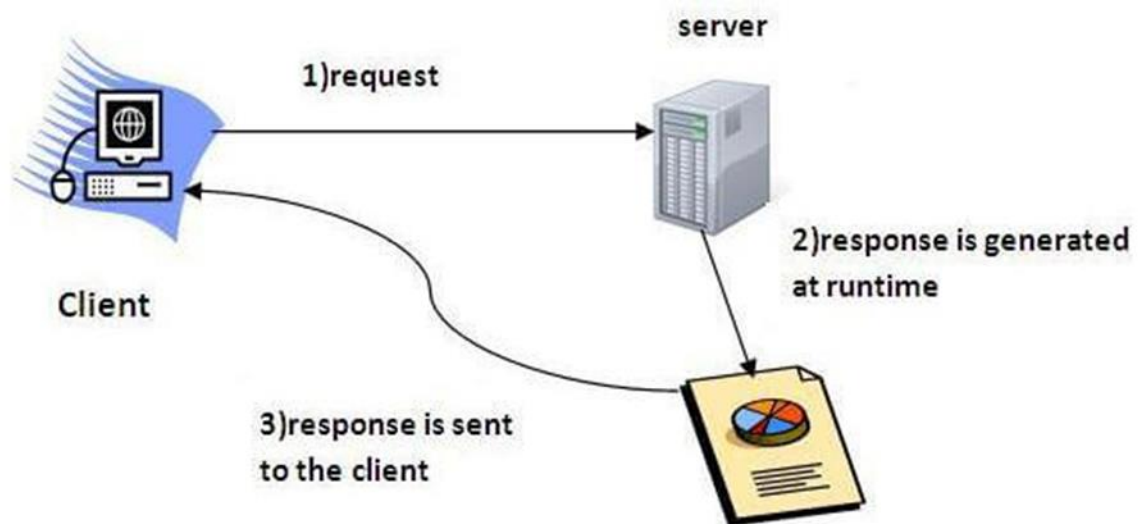 server
1)request
2)response is generated
at runtime
Client
3)response is sent
to the client